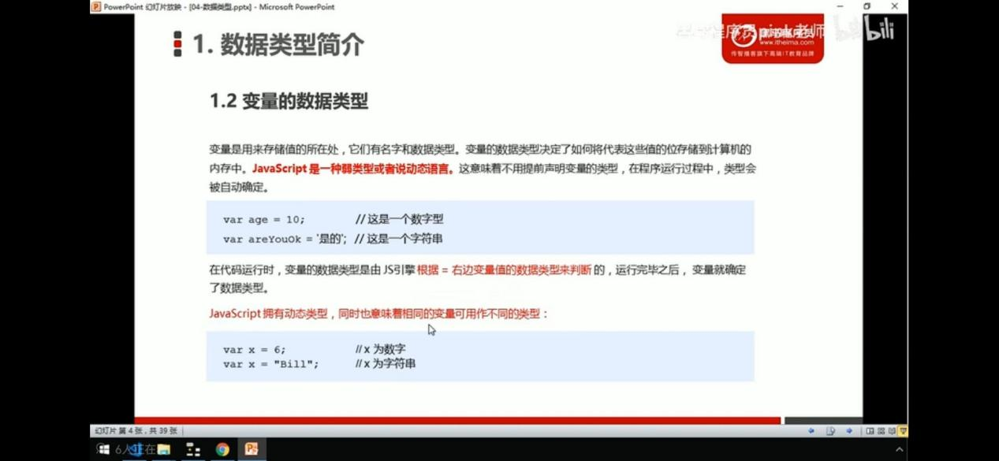 PowerPoint 幻灯片放映 - [04-数据类型.pptx] - Microsoft PowerPoint
1. 数据类型简介
程序员pink老师
bilibili
www.itheima.com
传智播客旗下高端IT教育品牌
1.2 变量的数据类型
变量是用来存储值的所在处，它们有名字和数据类型。变量的数据类型决定了如何将代表这些值的位存储到计算机的
内存中。JavaScript 是一种弱类型或者说动态语言。这意味着不用提前声明变量的类型，在程序运行过程中，类型会
被自动确定。
var age = 10; // 这是一个数字型
var areYouOk = '是的'; // 这是一个字符串
在代码运行时，变量的数据类型是由 JS引擎 根据 = 右边变量值的数据类型来判断 的，运行完毕之后， 变量就确定
了数据类型。
JavaScript 拥有动态类型，同时也意味着相同的变量可用作不同的类型：
var x = 6; // x 为数字
var x = "Bill"; // x 为字符串
幻灯片 第 4 张，共 39 张
6人正在